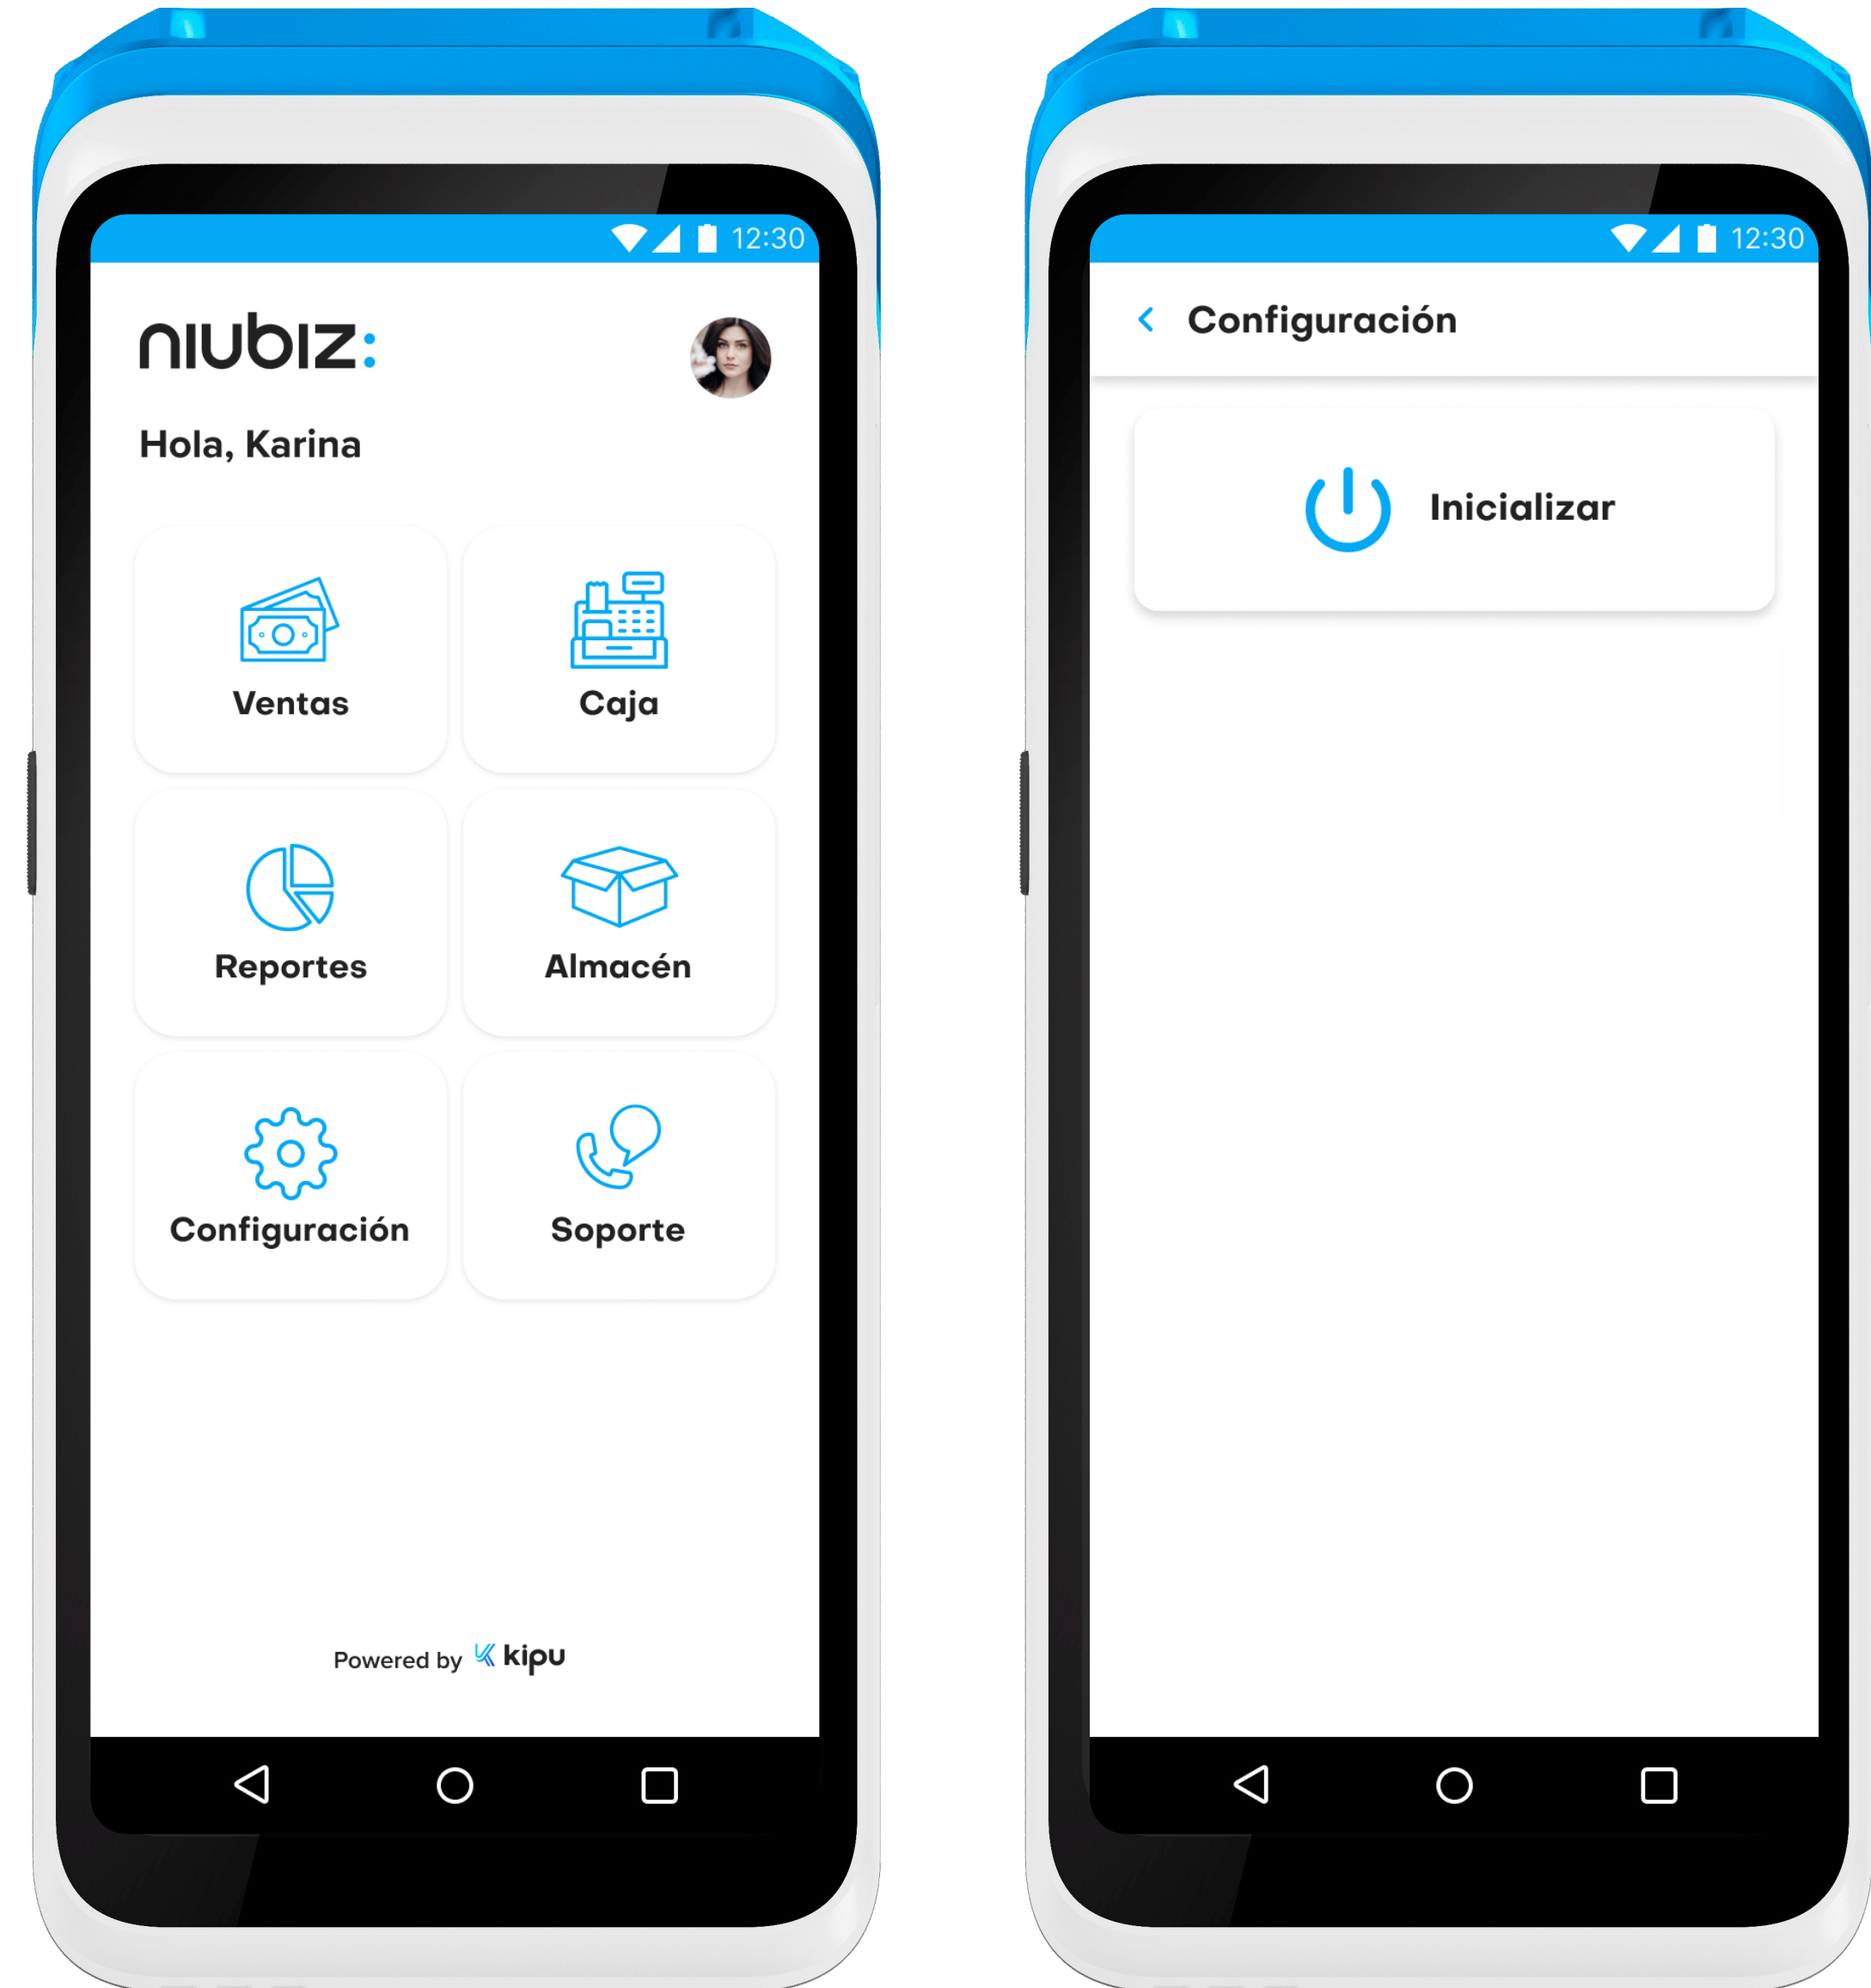 12:30
niubiz:
Hola, Karina
Ventas
Caja
Reportes
Almacén
Configuración
Soporte
Powered by kipu
12:30
Configuración
Inicializar